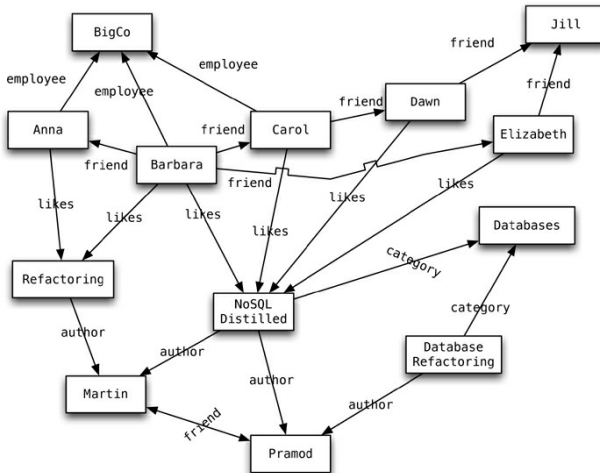 BigCo
Jill
friend
employee
employee
employee
Dawn
friend
friend
Anna
friend
Carol
Elizabeth
friend
Barbara
friend
likes
likes
likes
likes
likes
likes
Databases
category
Refactoring
NoSQL
Distilled
category
author
author
Database
Refactoring
author
Martin
author
friend
Pramod